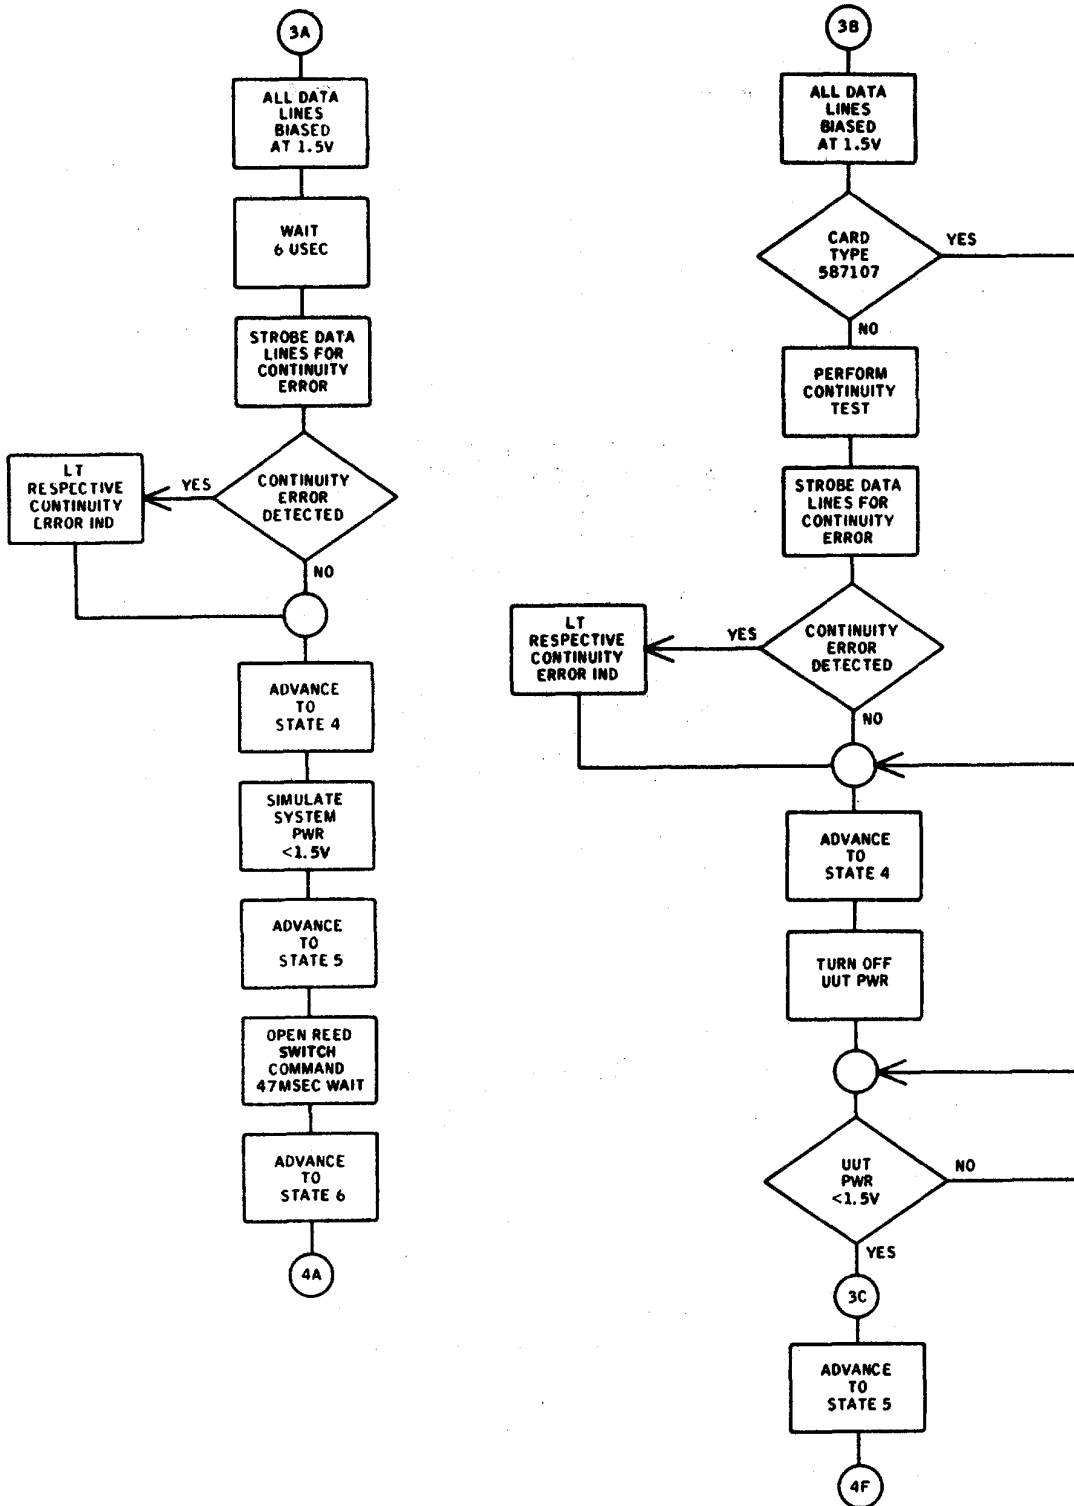 3A
ALL DATA
LINES
BIASED
AT 1.5V
WAIT
6 USEC
STROBE DATA
LINES FOR
CONTINUITY
ERROR
CONTINUITY
ERROR
DETECTED
YES
LT
RESPECTIVE
CONTINUITY
ERROR IND
NO
ADVANCE
TO
STATE 4
SIMULATE
SYSTEM
PWR
<1.5V
ADVANCE
TO
STATE 5
OPEN REED
SWITCH
COMMAND
47MSEC WAIT
ADVANCE
TO
STATE 6
4A
3B
ALL DATA
LINES
BIASED
AT 1.5V
CARD
TYPE
587107
YES
NO
PERFORM
CONTINUITY
TEST
STROBE DATA
LINES FOR
CONTINUITY
ERROR
CONTINUITY
ERROR
DETECTED
YES
LT
RESPECTIVE
CONTINUITY
ERROR IND
NO
ADVANCE
TO
STATE 4
TURN OFF
UUT PWR
UUT
PWR
<1.5V
NO
YES
3C
ADVANCE
TO
STATE 5
4F